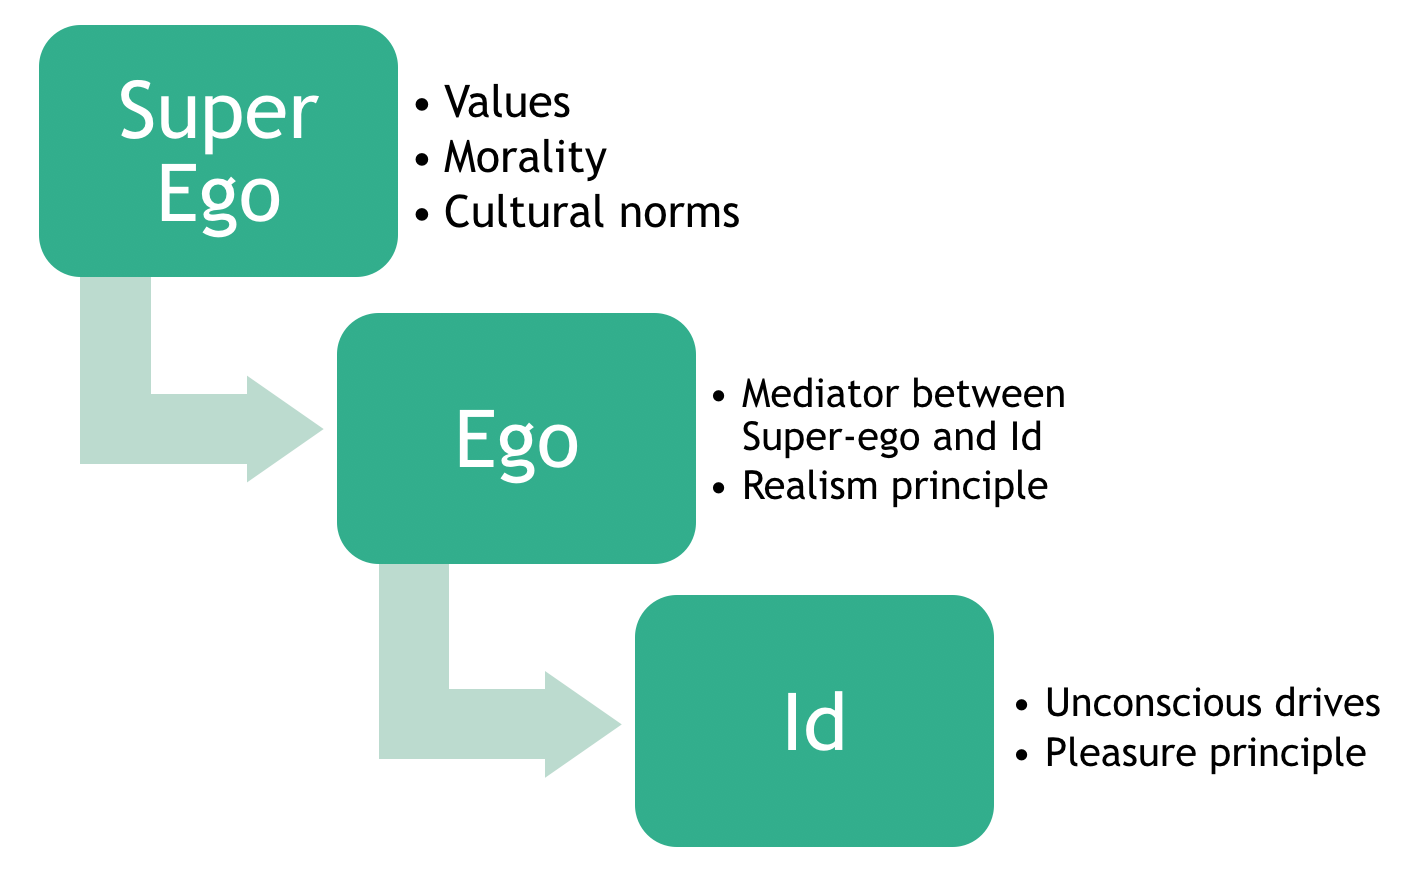 Super
Ego
• Values
• Morality
• Cultural norms
Ego
• Mediator between
Super-ego and Id
• Realism principle
Id
• Unconscious drives
• Pleasure principle